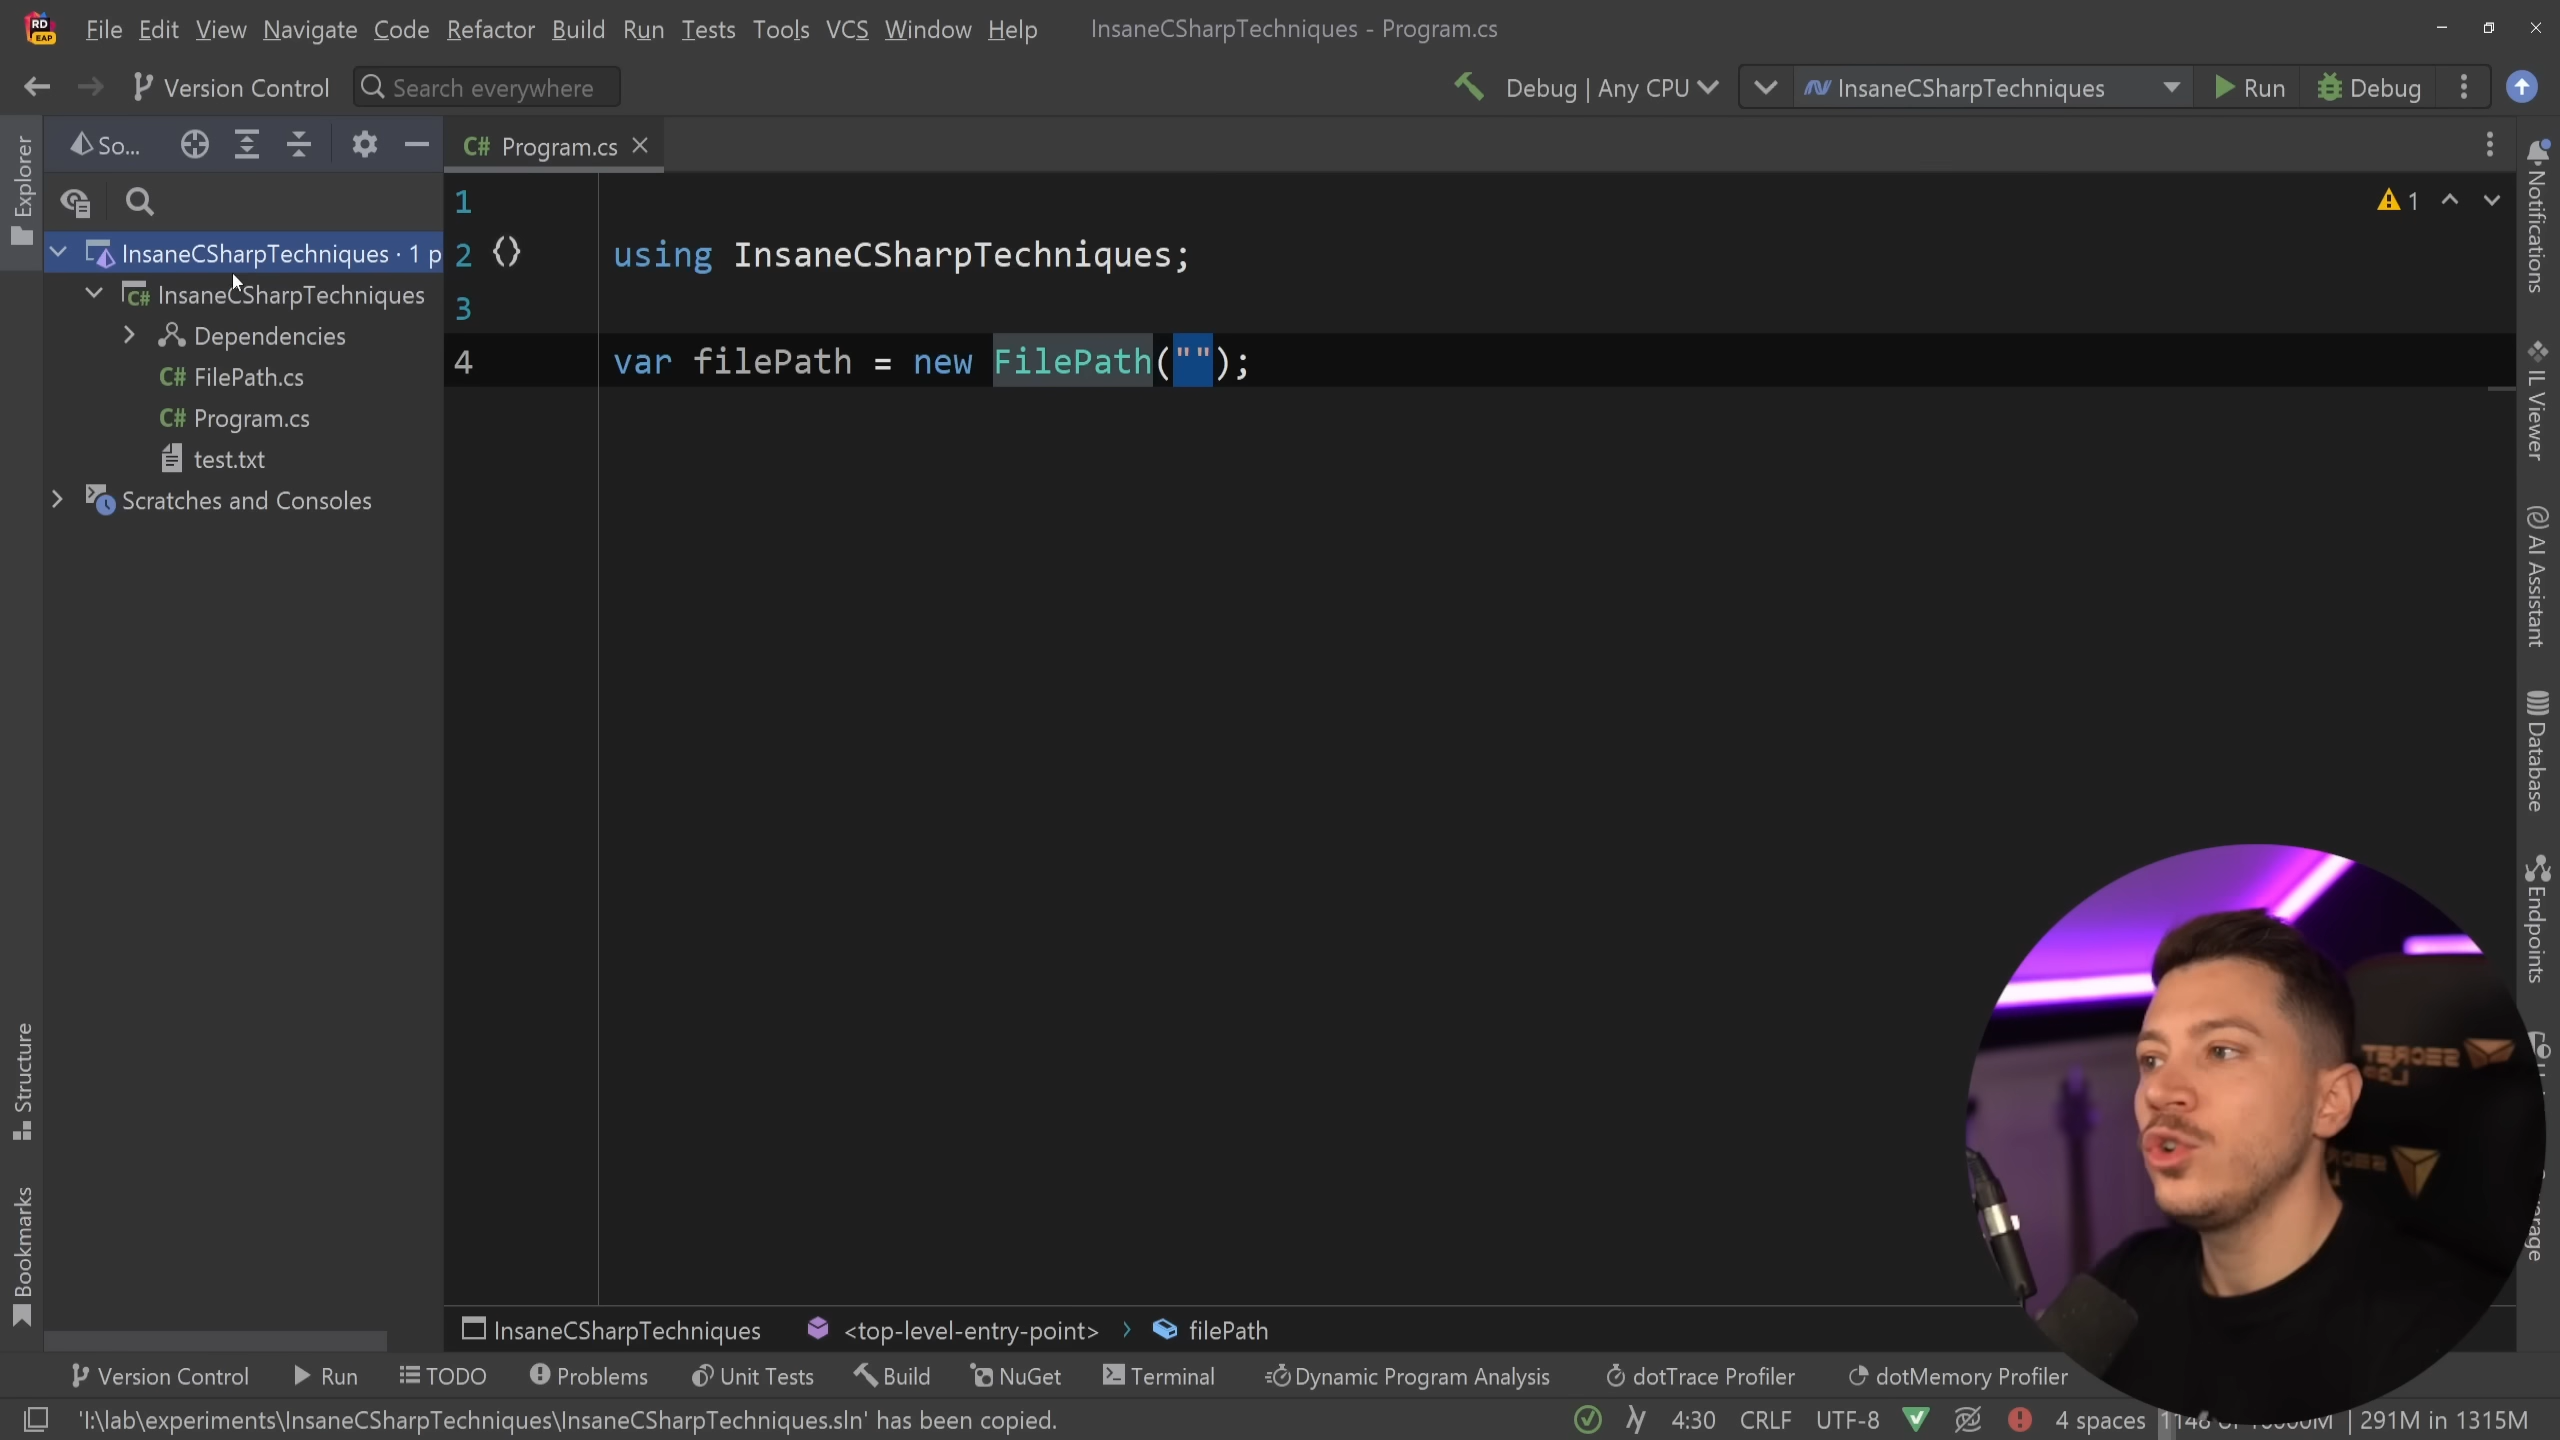 RD
EAP
File Edit View Navigate Code Refactor Build Run Tests Tools VCS Window Help
InsaneCSharpTechniques - Program.cs
Version Control
Search everywhere
Debug | Any CPU
InsaneCSharpTechniques
Run
Debug
Explorer
So...
C# Program.cs
InsaneCSharpTechniques · 1 p
C# InsaneCSharpTechniques
Dependencies
C# FilePath.cs
C# Program.cs
test.txt
Scratches and Consoles
1
2 {} using InsaneCSharpTechniques;
3
4 var filePath = new FilePath("");
1
Notifications
IL Viewer
AI Assistant
Database
Endpoints
Structure
Bookmarks
SECRET
LAB
InsaneCSharpTechniques <top-level-entry-point> › filePath
Version Control Run TODO Problems Unit Tests Build NuGet Terminal Dynamic Program Analysis dotTrace Profiler dotMemory Profiler
'I:\lab\experiments\InsaneCSharpTechniques\InsaneCSharpTechniques.sln' has been copied.
4:30 CRLF UTF-8 4 spaces
291M in 1315M